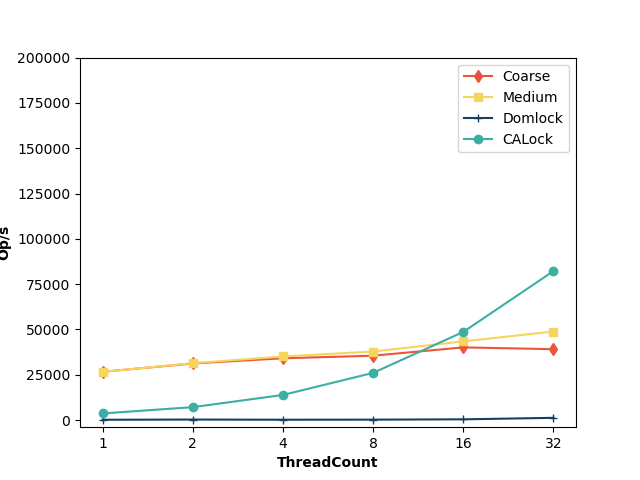 200000
175000
150000
125000
100000
75000
50000
25000
0
Op/s
1 2 4 8 16 32
ThreadCount
Coarse
Medium
Domlock
CALock